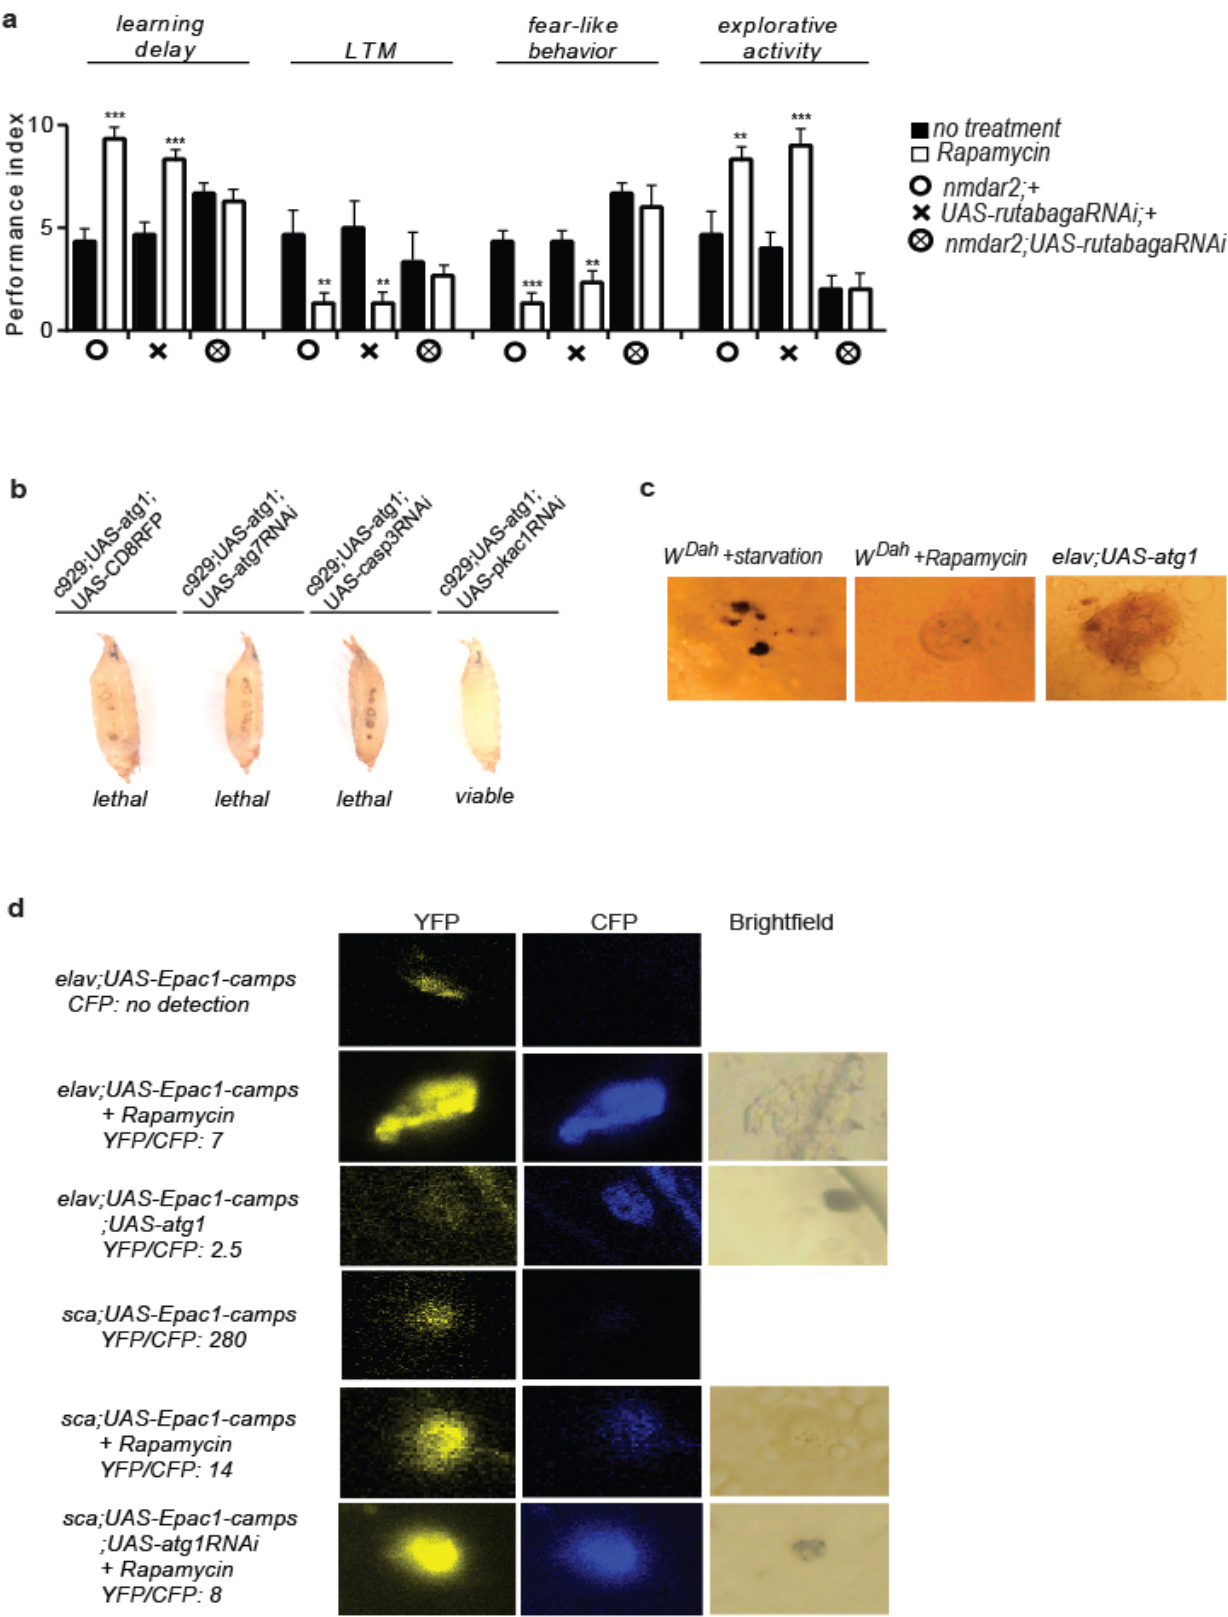 a
learning
delay
LTM
fear-like
behavior
explorative
activity
Performance index
10
5
0
*** *** ** ** *** ** ** ***
no treatment
Rapamycin
nmdar2;+
UAS-rutabagaRNAi;+
nmdar2;UAS-rutabagaRNAi
b
c929;UAS-atg1;
UAS-CD8RFP
c929;UAS-atg1;
UAS-atg7RNAi
c929;UAS-atg1;
UAS-casp3RNAi
c929;UAS-atg1;
UAS-pkac1RNAi
lethal
lethal
lethal
viable
c
W^Dah +starvation
W^Dah +Rapamycin
elav;UAS-atg1
d
YFP
CFP
Brightfield
elav;UAS-Epac1-camps
CFP: no detection
elav;UAS-Epac1-camps
+ Rapamycin
YFP/CFP: 7
elav;UAS-Epac1-camps
;UAS-atg1
YFP/CFP: 2.5
sca;UAS-Epac1-camps
YFP/CFP: 280
sca;UAS-Epac1-camps
+ Rapamycin
YFP/CFP: 14
sca;UAS-Epac1-camps
;UAS-atg1RNAi
+ Rapamycin
YFP/CFP: 8